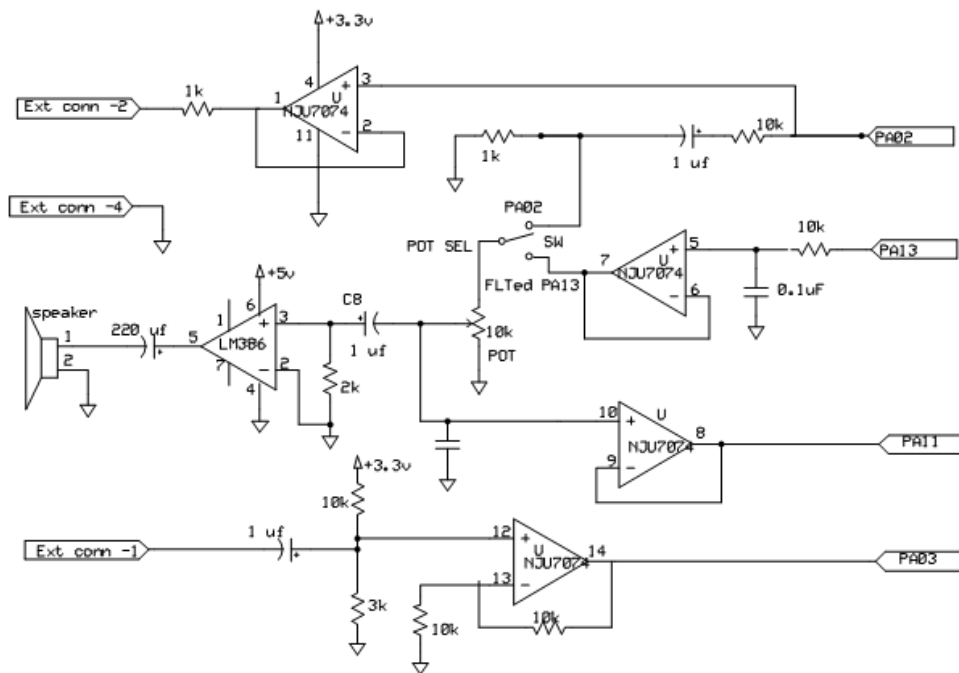 +3.3v
4
3
1k
1
+
U
NJU7074
Ext conn -2
-
2
11
10k
PA02
1k
1 uf
+
Ext conn -4
PA02
POT SEL
SW
10k
5
+
PA13
7
U
NJU7074
FLTed PA13
-
6
0.1uF
+5v
speaker
6
C8
1
3
+
+
220 uf
5
LM386
1 uf
10k
POT
1
2
+
7
-
2
4
2k
10
+
U
8
NJU7074
PA11
9
-
+3.3v
10k
1 uf
Ext conn -1
+
12
+
U
14
NJU7074
PA03
13
-
3k
10k
10k